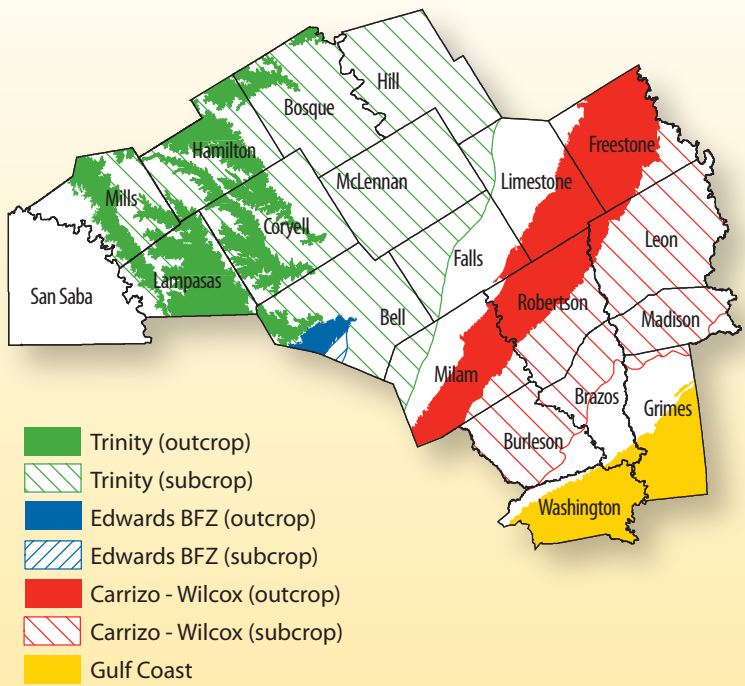 Hill
Bosque
Freestone
Hamilton
McLennan
Limestone
Mills
Coryell
Leon
Falls
Lampasas
San Saba
Robertson
Bell
Madison
Milam
Brazos
Grimes
Burleson
Washington
Trinity (outcrop)
Trinity (subcrop)
Edwards BFZ (outcrop)
Edwards BFZ (subcrop)
Carrizo - Wilcox (outcrop)
Carrizo - Wilcox (subcrop)
Gulf Coast